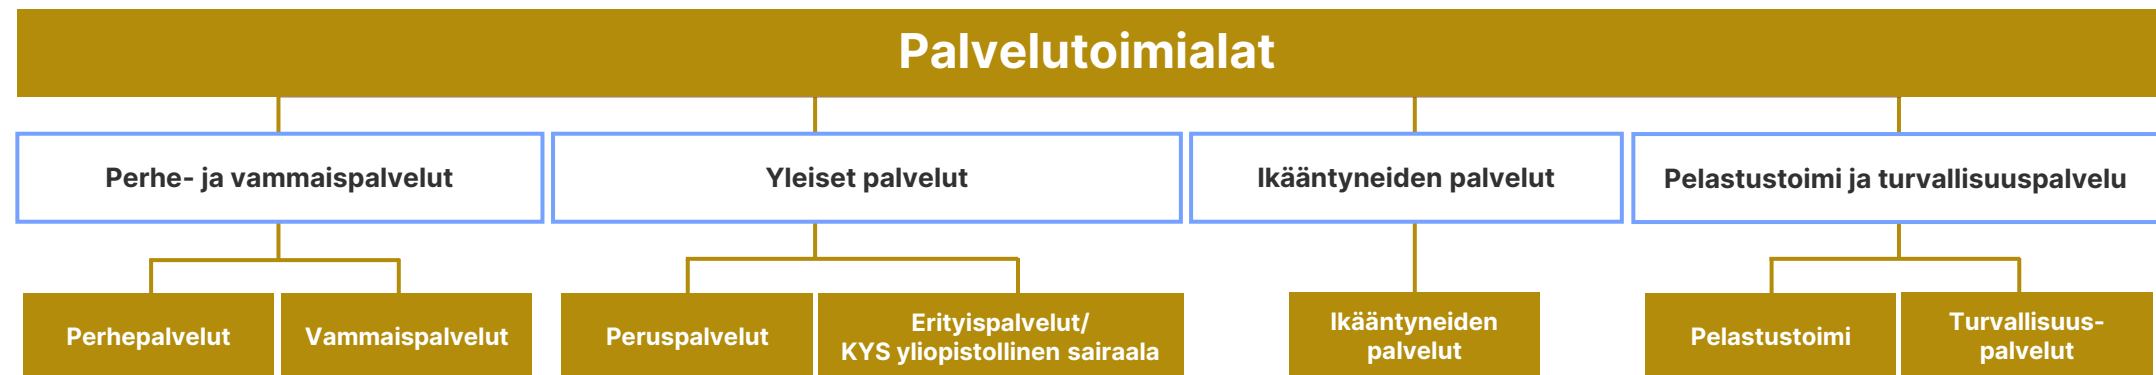 Palvelutoimialat
Perhe- ja vammaispalvelut
Yleiset palvelut
Ikääntyneiden palvelut
Pelastustoimi ja turvallisuuspalvelu
Perhepalvelut
Vammaispalvelut
Peruspalvelut
Erityispalvelut/
KYS yliopistollinen sairaala
Ikääntyneiden
palvelut
Pelastustoimi
Turvallisuus-
palvelut